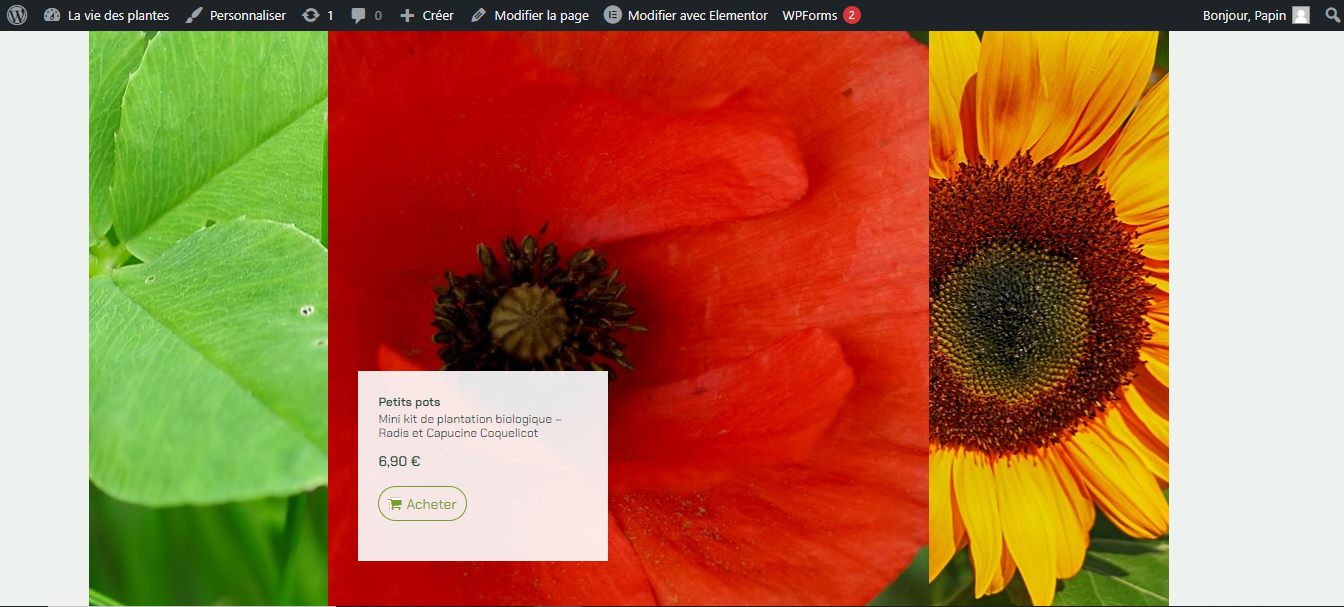 La vie des plantes Personnaliser 1 0 Créer Modifier la page Modifier avec Elementor WPForms 2 Bonjour, Papin
Petits pots
Mini kit de plantation biologique –
Radis et Capucine Coquelicot
6,90 €
Acheter